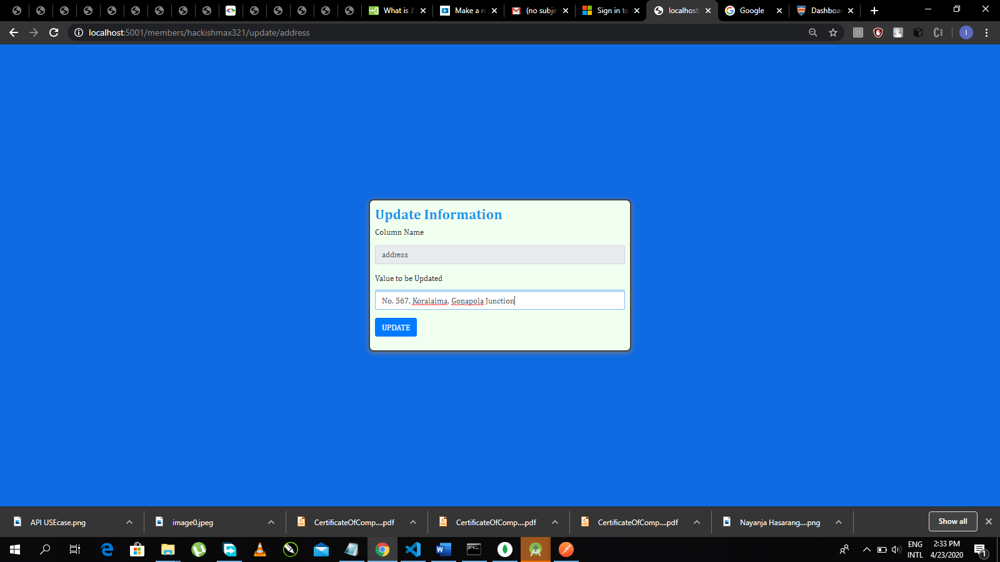 What is J
Make a re
(no subje
Sign in to
localhost:
Google
Dashboar
localhost:5001/members/hackishmax321/update/address
I
Update Information
Column Name
address
Value to be Updated
No. 567, Koralaima, Gonapola Junction
UPDATE
API USEcase.png
image0.jpeg
CertificateOfComp....pdf
CertificateOfComp....pdf
CertificateOfComp....pdf
Nayanja Hasarang....png
Show all
ENG
INTL
2:33 PM
4/23/2020
1